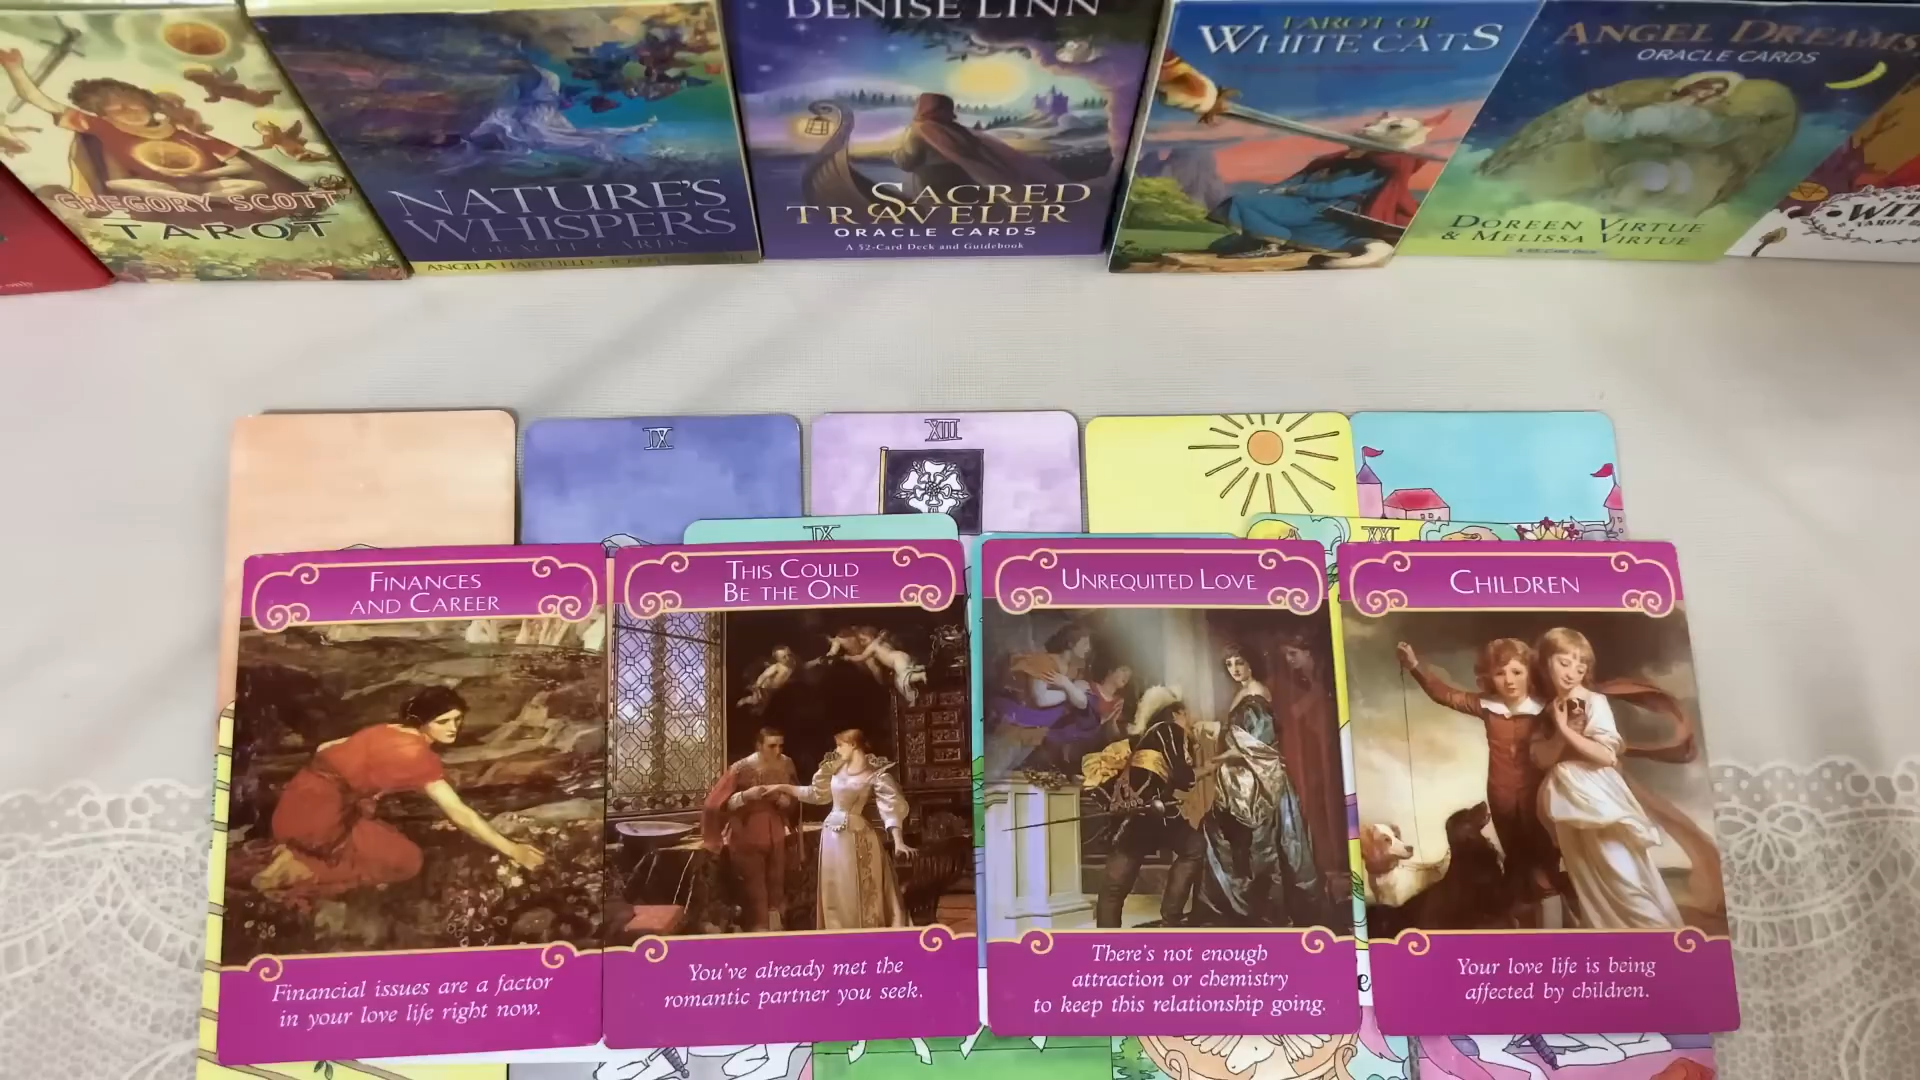 GREGORY SCOTT
TAROT
NATURE'S
WHISPERS
ORACLE CARDS
DENISE LINN
SACRED
TRAVELER
ORACLE CARDS
A 52-Card Deck and Guidebook
TAROT OF
WHITE CATS
ANGEL DREAMS
ORACLE CARDS
DOREEN VIRTUE
& MELISSA VIRTUE
IX
XIII
IX
XXI
FINANCES
AND CAREER
Financial issues are a factor
in your love life right now.
THIS COULD
BE THE ONE
You've already met the
romantic partner you seek.
UNREQUITED LOVE
There's not enough
attraction or chemistry
to keep this relationship going.
CHILDREN
Your love life is being
affected by children.